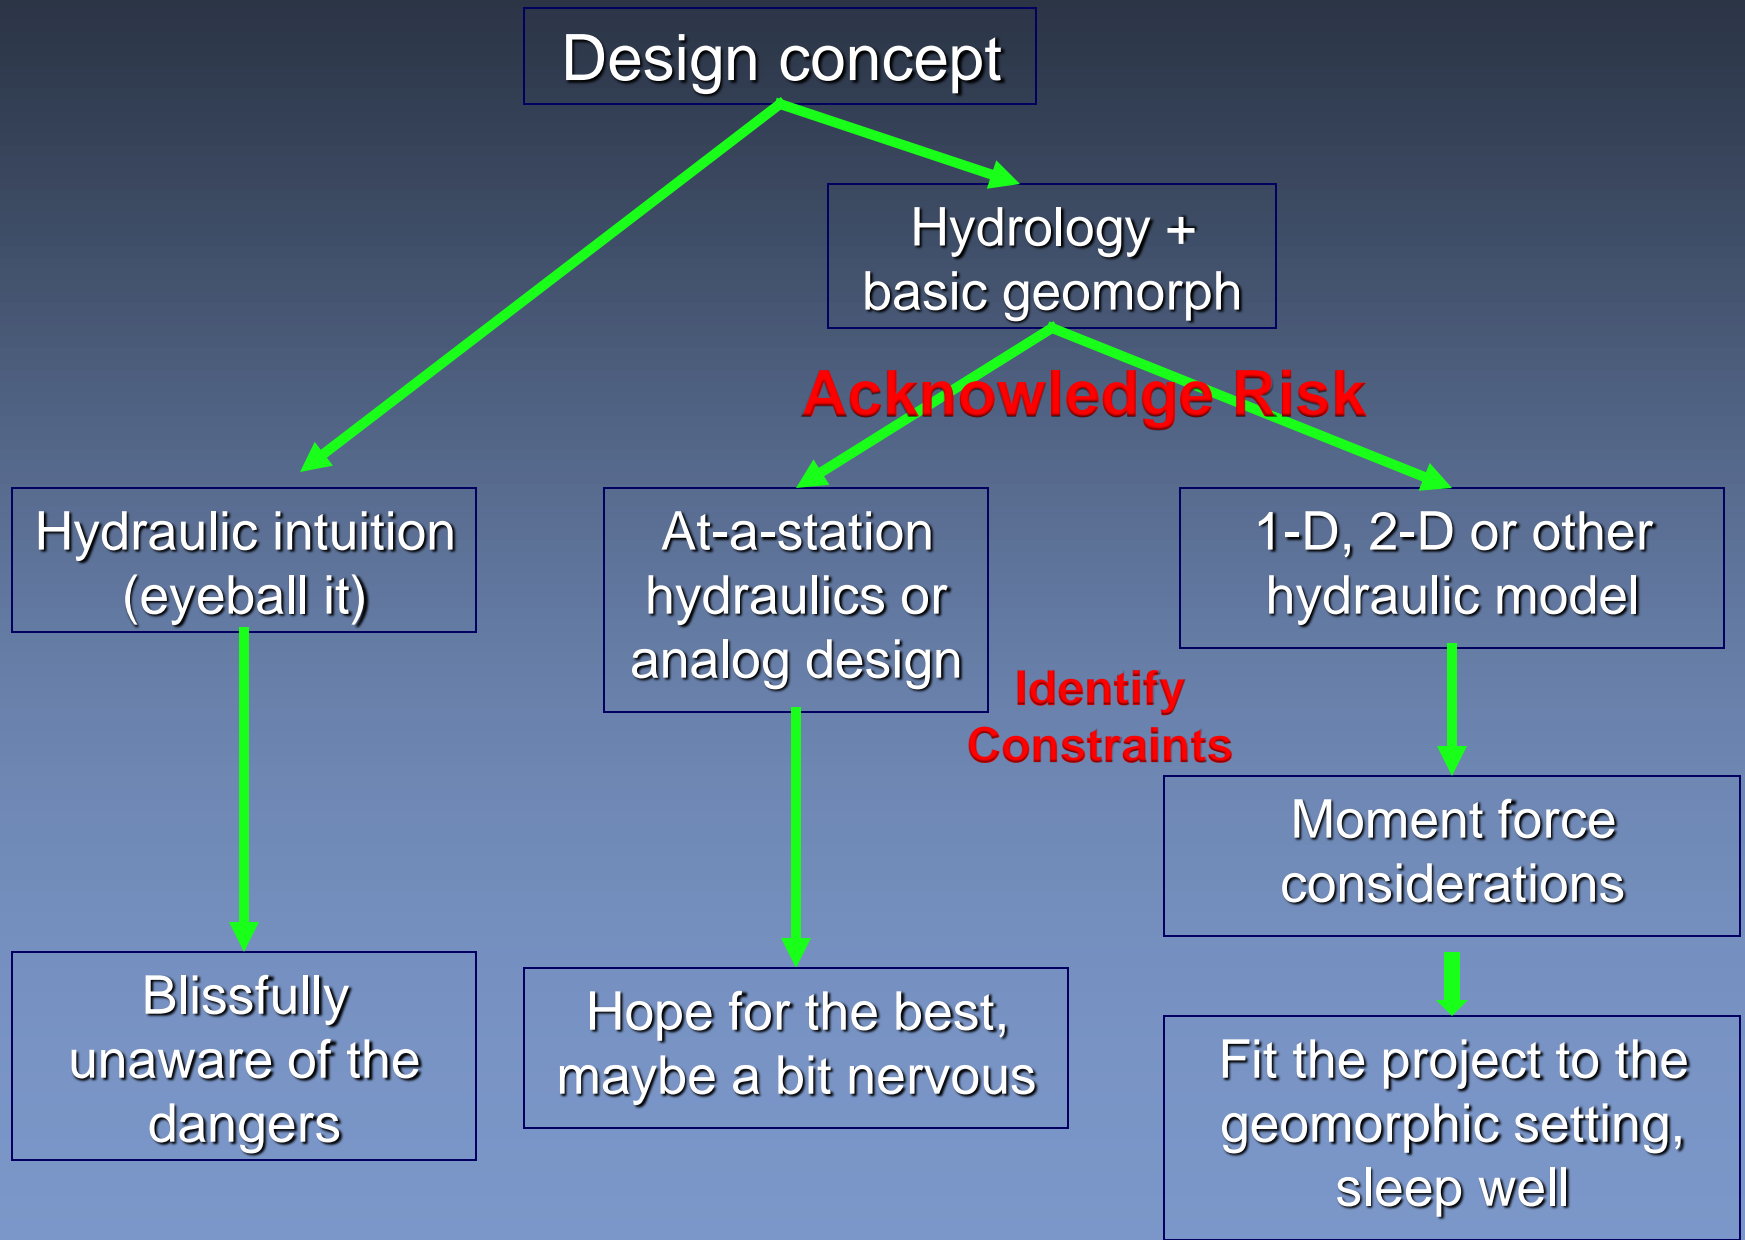 Design concept
Hydrology +
basic geomorph
Acknowledge Risk
Hydraulic intuition
(eyeball it)
At-a-station
hydraulics or
analog design
1-D, 2-D or other
hydraulic model
Identify
Constraints
Moment force
considerations
Blissfully
unaware of the
dangers
Hope for the best,
maybe a bit nervous
Fit the project to the
geomorphic setting,
sleep well